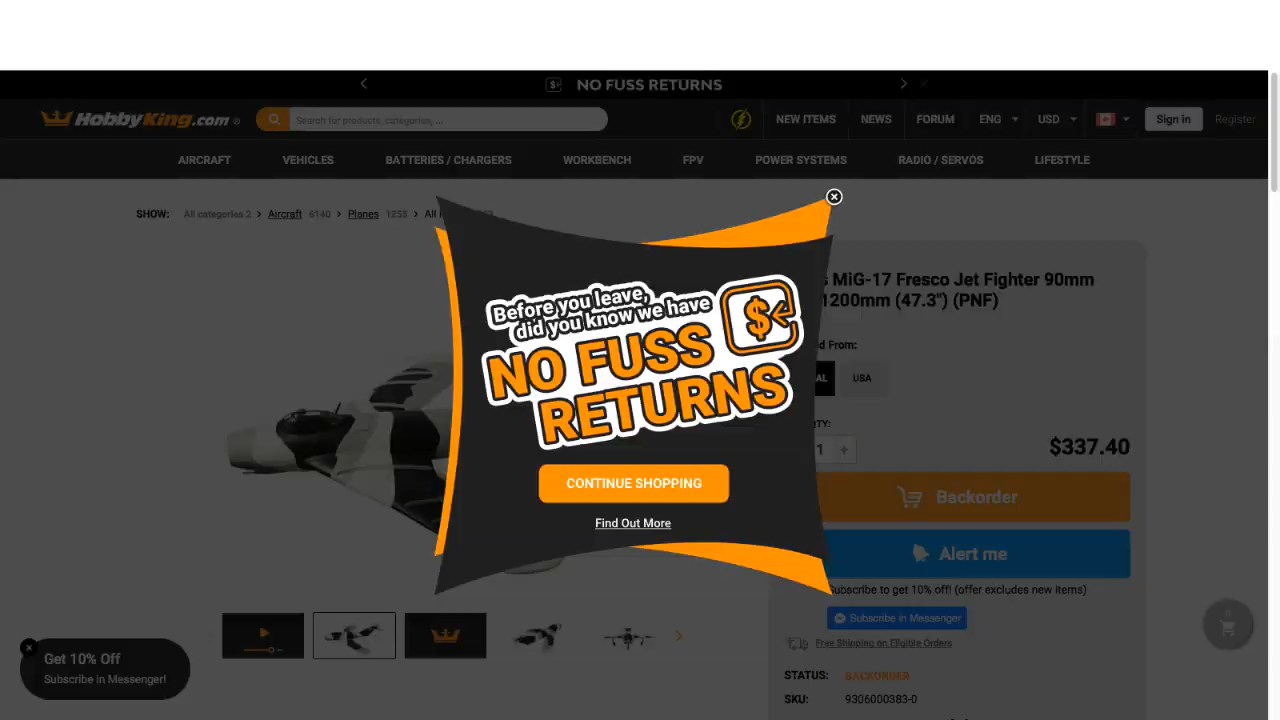 NO FUSS RETURNS
HobbyKing.com
Search for products, categories, ...
NEW ITEMS
NEWS
FORUM
ENG
USD
Sign in
Register
AIRCRAFT
VEHICLES
BATTERIES / CHARGERS
WORKBENCH
FPV
POWER SYSTEMS
RADIO / SERVOS
LIFESTYLE
SHOW: All categories 2 > Aircraft 6140 > Planes 1255 > All
Before you leave,
did you know we have
NO FUSS
RETURNS
CONTINUE SHOPPING
Find Out More
MiG-17 Fresco Jet Fighter 90mm
1200mm (47.3") (PNF)
From:
USA
QTY:
1 +
$337.40
Backorder
Alert me
Subscribe to get 10% off! (offer excludes new items)
Subscribe in Messenger
Free Shipping on Eligible Orders
STATUS: BACKORDER
SKU: 9306000383-0
Get 10% Off
Subscribe in Messenger!
0